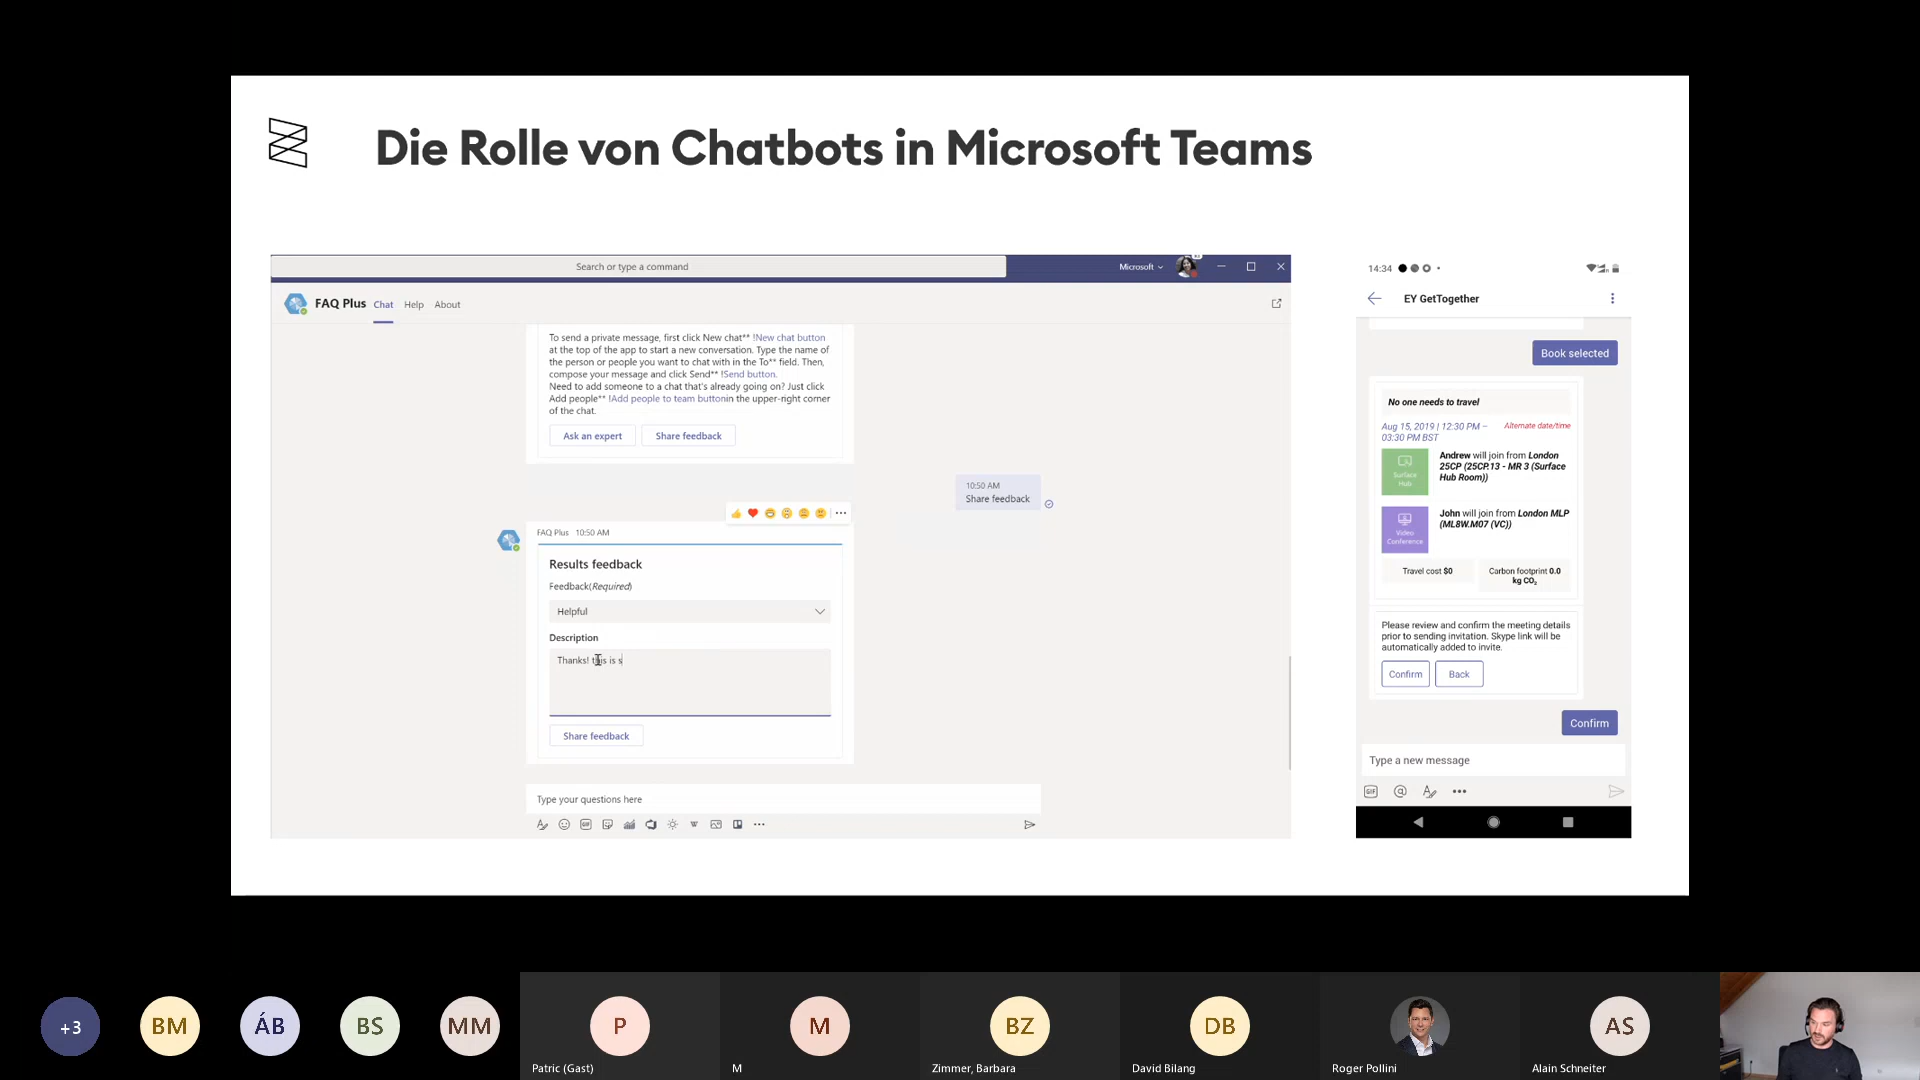 Die Rolle von Chatbots in Microsoft Teams
Search or type a command
Microsoft
FAQ Plus Chat Help About
To send a private message, first click New chat** !New chat button
at the top of the app to start a new conversation. Type the name of
the person or people you want to chat with in the To** field. Then,
compose your message and click Send** !Send button.
Need to add someone to a chat that's already going on? Just click
Add people** !Add people to team buttonin the upper-right corner
of the chat.
Ask an expert Share feedback
10:50 AM
Share feedback
FAQ Plus 10:50 AM
Results feedback
Feedback(Required)
Helpful
Description
Thanks! this is s
Share feedback
Type your questions here
14:34
EY GetTogether
Book selected
No one needs to travel
Aug 15, 2019 | 12:30 PM –
03:30 PM BST
Alternate date/time
Surface
Hub
Andrew will join from London
25CP (25CP.13 - MR 3 (Surface
Hub Room))
Video
Conference
John will join from London MLP
(ML8W.M07 (VC))
Travel cost $0
Carbon footprint 0.0
kg CO₂
Please review and confirm the meeting details
prior to sending invitation. Skype link will be
automatically added to invite.
Confirm Back
Confirm
Type a new message
GIF
+3 BM ÁB BS MM P M BZ DB AS
Patric (Gast) M Zimmer, Barbara David Bilang Roger Pollini Alain Schneiter